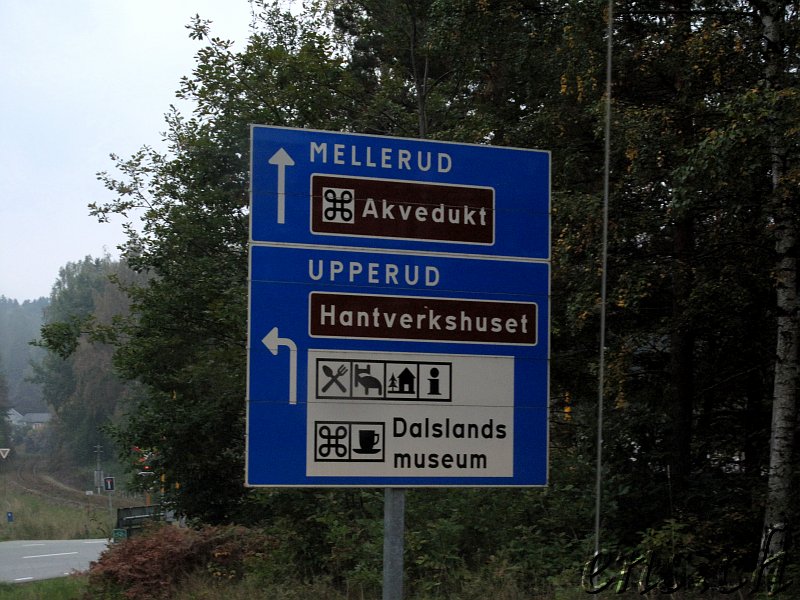 MELLERUD
Akvedukt
UPPERUD
Hantverkshuset
Dalslands
museum